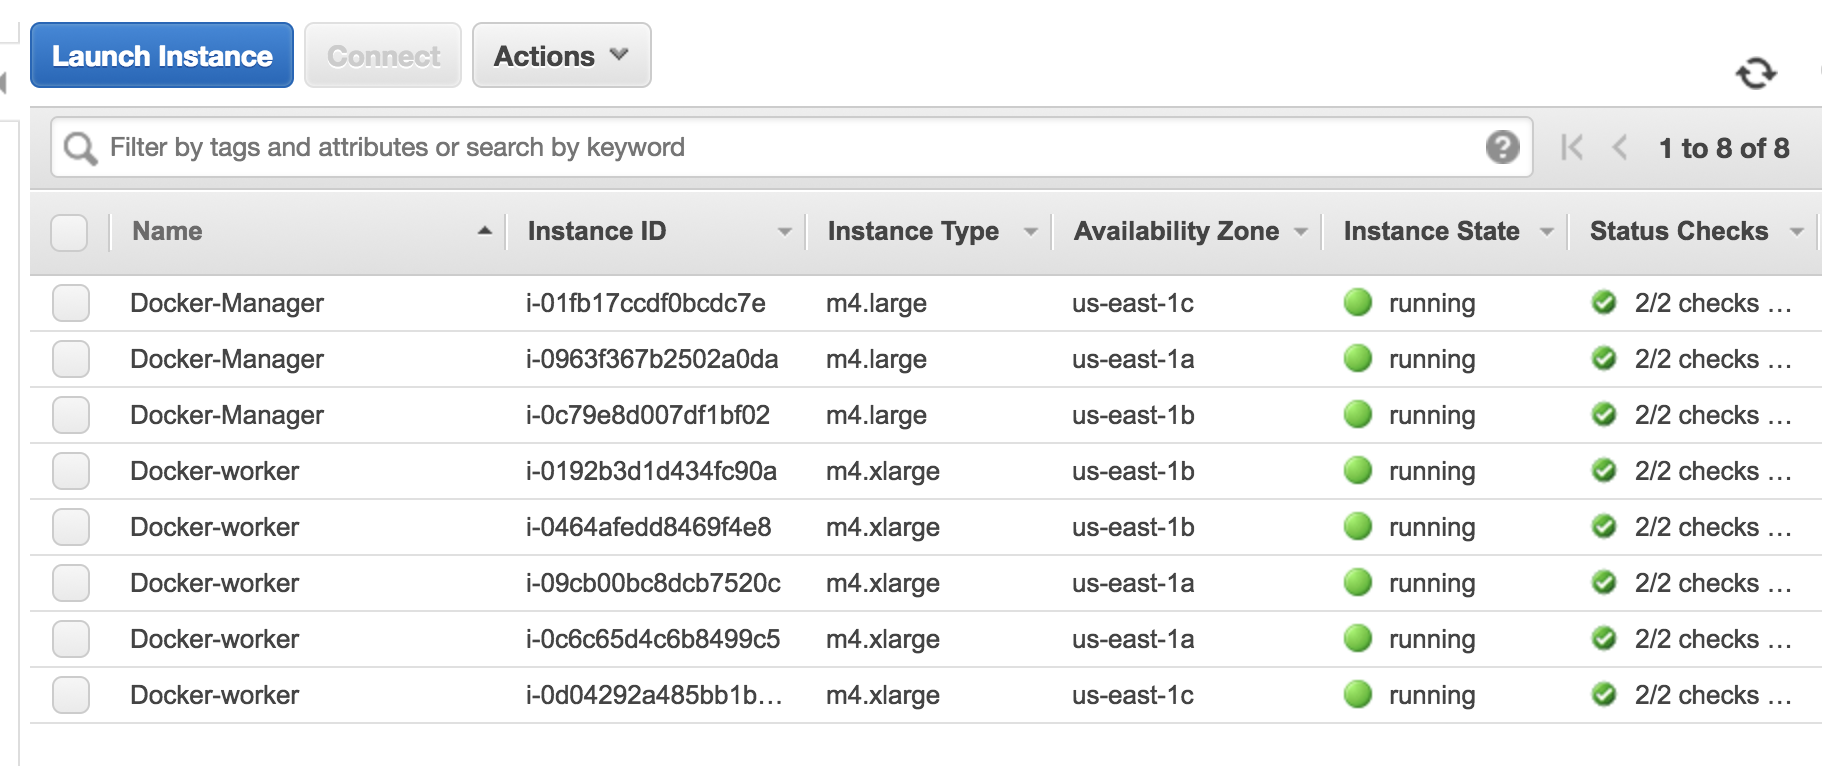 Launch Instance Connect Actions
Filter by tags and attributes or search by keyword ? 1 to 8 of 8
Name Instance ID Instance Type Availability Zone Instance State Status Checks
Docker-Manager i-01fb17ccdf0bcdc7e m4.large us-east-1c running 2/2 checks ...
Docker-Manager i-0963f367b2502a0da m4.large us-east-1a running 2/2 checks ...
Docker-Manager i-0c79e8d007df1bf02 m4.large us-east-1b running 2/2 checks ...
Docker-worker i-0192b3d1d434fc90a m4.xlarge us-east-1b running 2/2 checks ...
Docker-worker i-0464afedd8469f4e8 m4.xlarge us-east-1b running 2/2 checks ...
Docker-worker i-09cb00bc8dcb7520c m4.xlarge us-east-1a running 2/2 checks ...
Docker-worker i-0c6c65d4c6b8499c5 m4.xlarge us-east-1a running 2/2 checks ...
Docker-worker i-0d04292a485bb1b... m4.xlarge us-east-1c running 2/2 checks ...